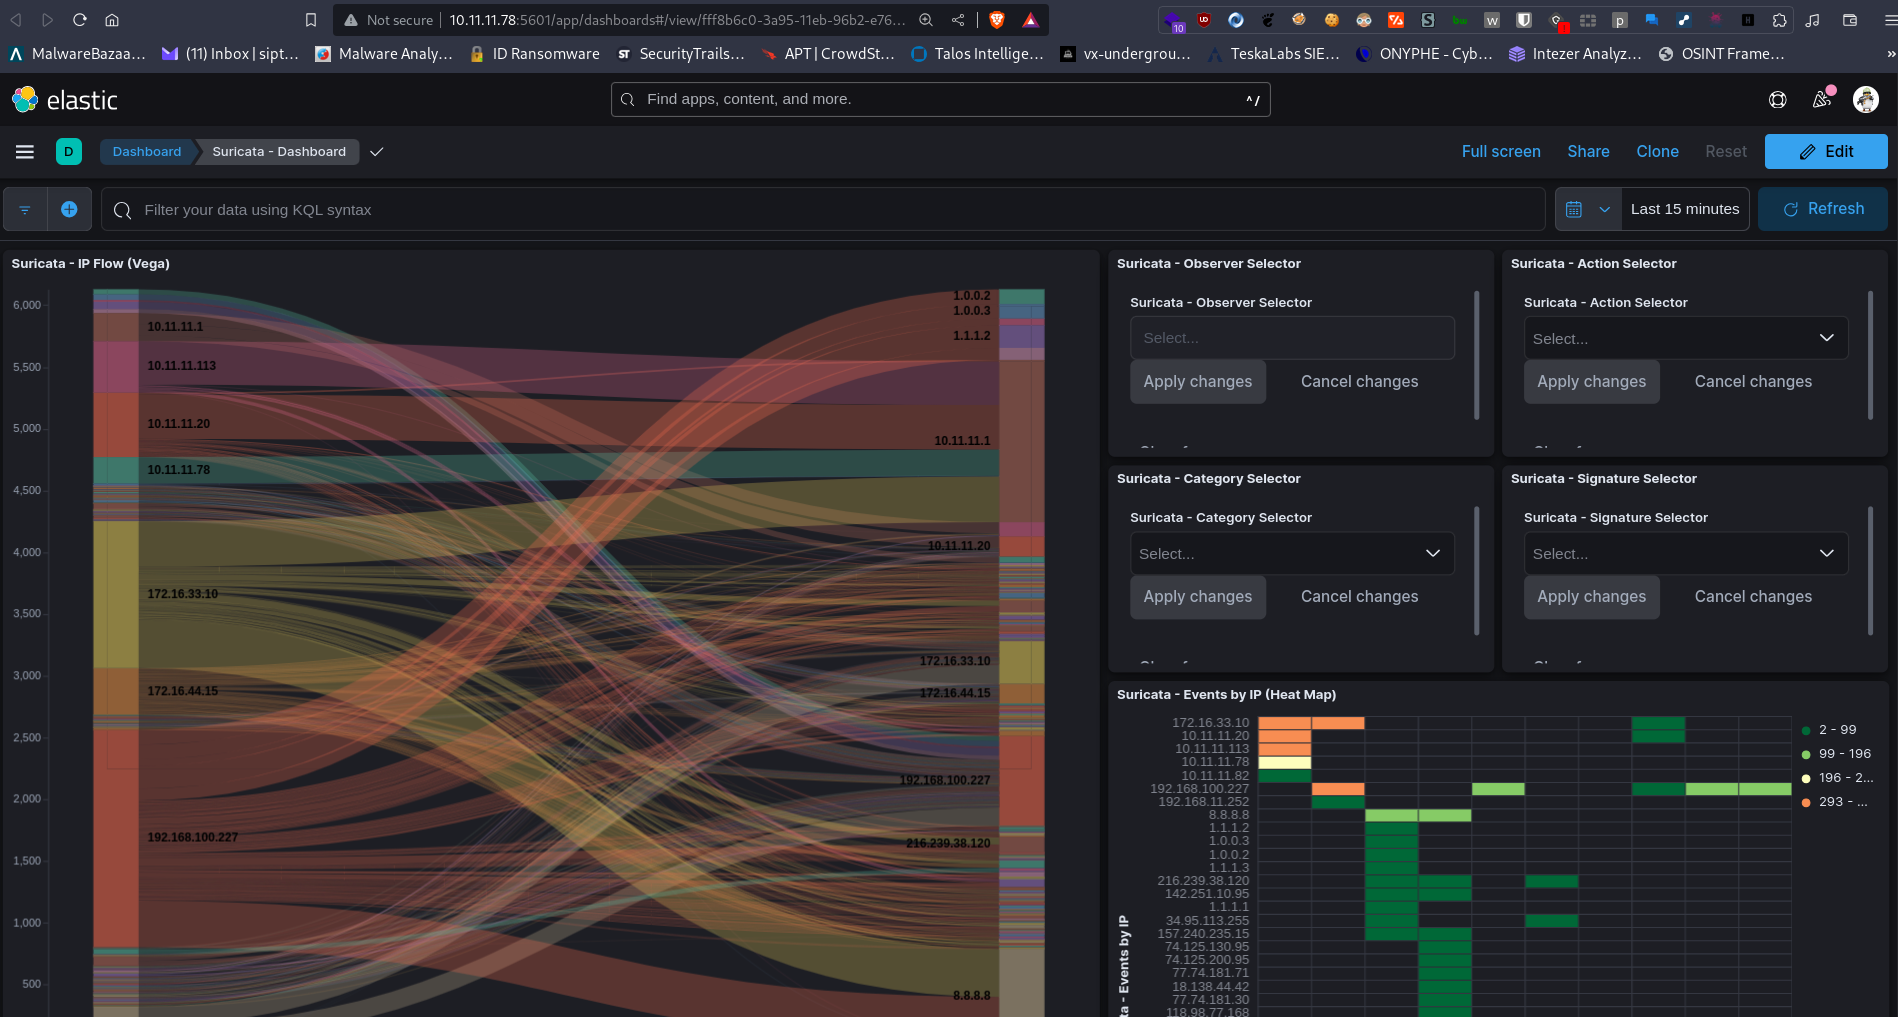 Not secure 10.11.11.78:5601/app/dashboards#/view/fff8b6c0-3a95-11eb-96b2-e76...
10
MalwareBazaa... (11) Inbox | sipt... Malware Analy... ID Ransomware SecurityTrails... APT | CrowdSt... Talos Intellige... vx-undergrou... TeskaLabs SIE... ONYPHE - Cyb... Intezer Analyz... OSINT Frame... »
elastic
Find apps, content, and more.
^ /
D Dashboard Suricata - Dashboard
Full screen Share Clone Reset Edit
Filter your data using KQL syntax
Last 15 minutes Refresh
Suricata - IP Flow (Vega)
6,000
5,500
5,000
4,500
4,000
3,500
3,000
2,500
2,000
1,500
1,000
500
10.11.11.1
10.11.11.113
10.11.11.20
10.11.11.78
172.16.33.10
172.16.44.15
192.168.100.227
1.0.0.2
1.0.0.3
1.1.1.2
10.11.11.1
10.11.11.20
172.16.33.10
172.16.44.15
192.168.100.227
216.239.38.120
8.8.8.8
Suricata - Observer Selector
Suricata - Observer Selector
Select...
Apply changes Cancel changes
Suricata - Action Selector
Suricata - Action Selector
Select...
Apply changes Cancel changes
Suricata - Category Selector
Suricata - Category Selector
Select...
Apply changes Cancel changes
Suricata - Signature Selector
Suricata - Signature Selector
Select...
Apply changes Cancel changes
Suricata - Events by IP (Heat Map)
172.16.33.10
10.11.11.20
10.11.11.113
10.11.11.78
10.11.11.82
192.168.100.227
192.168.11.252
8.8.8.8
1.1.1.2
1.0.0.3
1.0.0.2
1.1.1.3
216.239.38.120
142.251.10.95
1.1.1.1
34.95.113.255
157.240.235.15
74.125.130.95
74.125.200.95
77.74.181.71
18.138.44.42
77.74.181.30
118.98.77.168
ta - Events by IP
2 - 99
99 - 196
196 - 2...
293 - ...